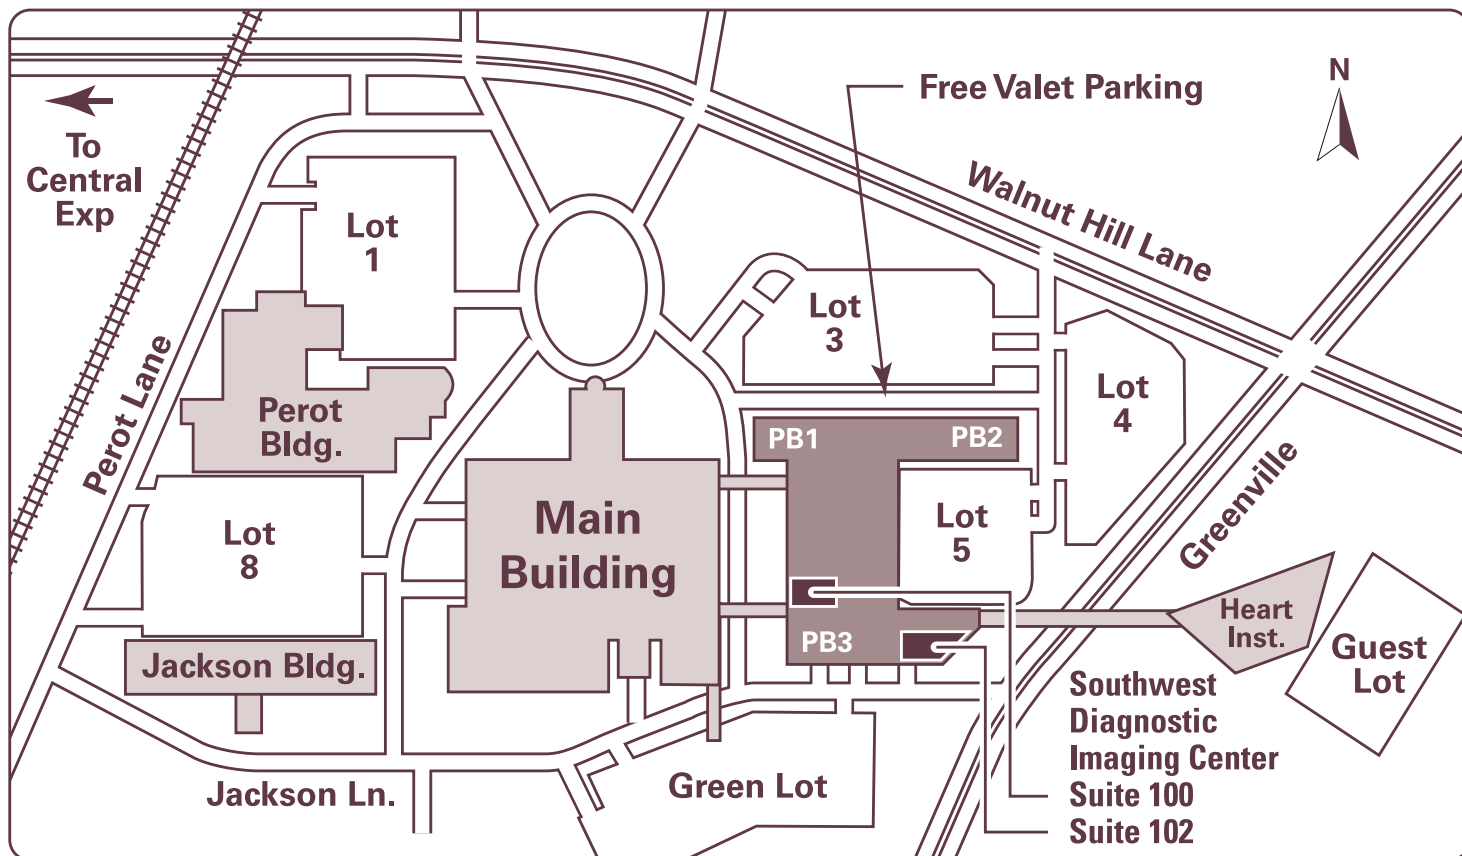 Free Valet Parking
N
To
Central
Exp
Walnut Hill Lane
Lot
1
Lot
3
Perot Lane
Lot
4
Perot
Bldg.
PB1
PB2
Greenville
Main
Building
Lot
5
Lot
8
Heart
Inst.
Guest
Lot
PB3
Jackson Bldg.
Southwest
Diagnostic
Imaging Center
Suite 100
Suite 102
Green Lot
Jackson Ln.